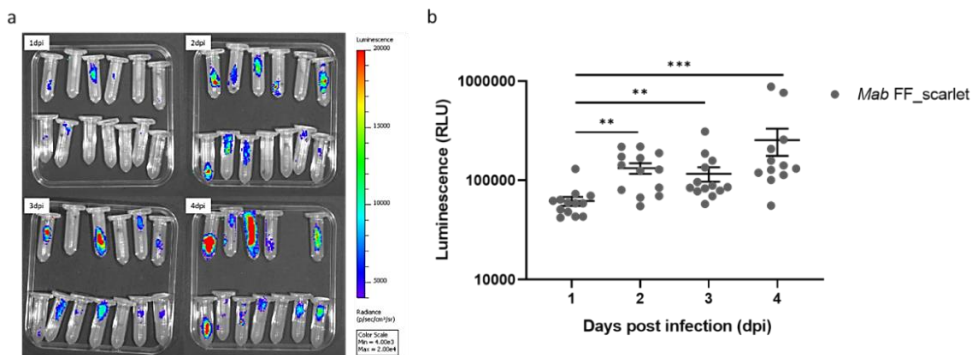 a
1dpi
2dpi
3dpi
4dpi
Luminescence
20000
15000
10000
5000
Radiance
(p/sec/cm²/sr)
Color Scale
Min = 4.00e3
Max = 2.00e4
b
Luminescence (RLU)
1000000
100000
10000
***
**
**
1 2 3 4
Days post infection (dpi)
Mab FF_scarlet